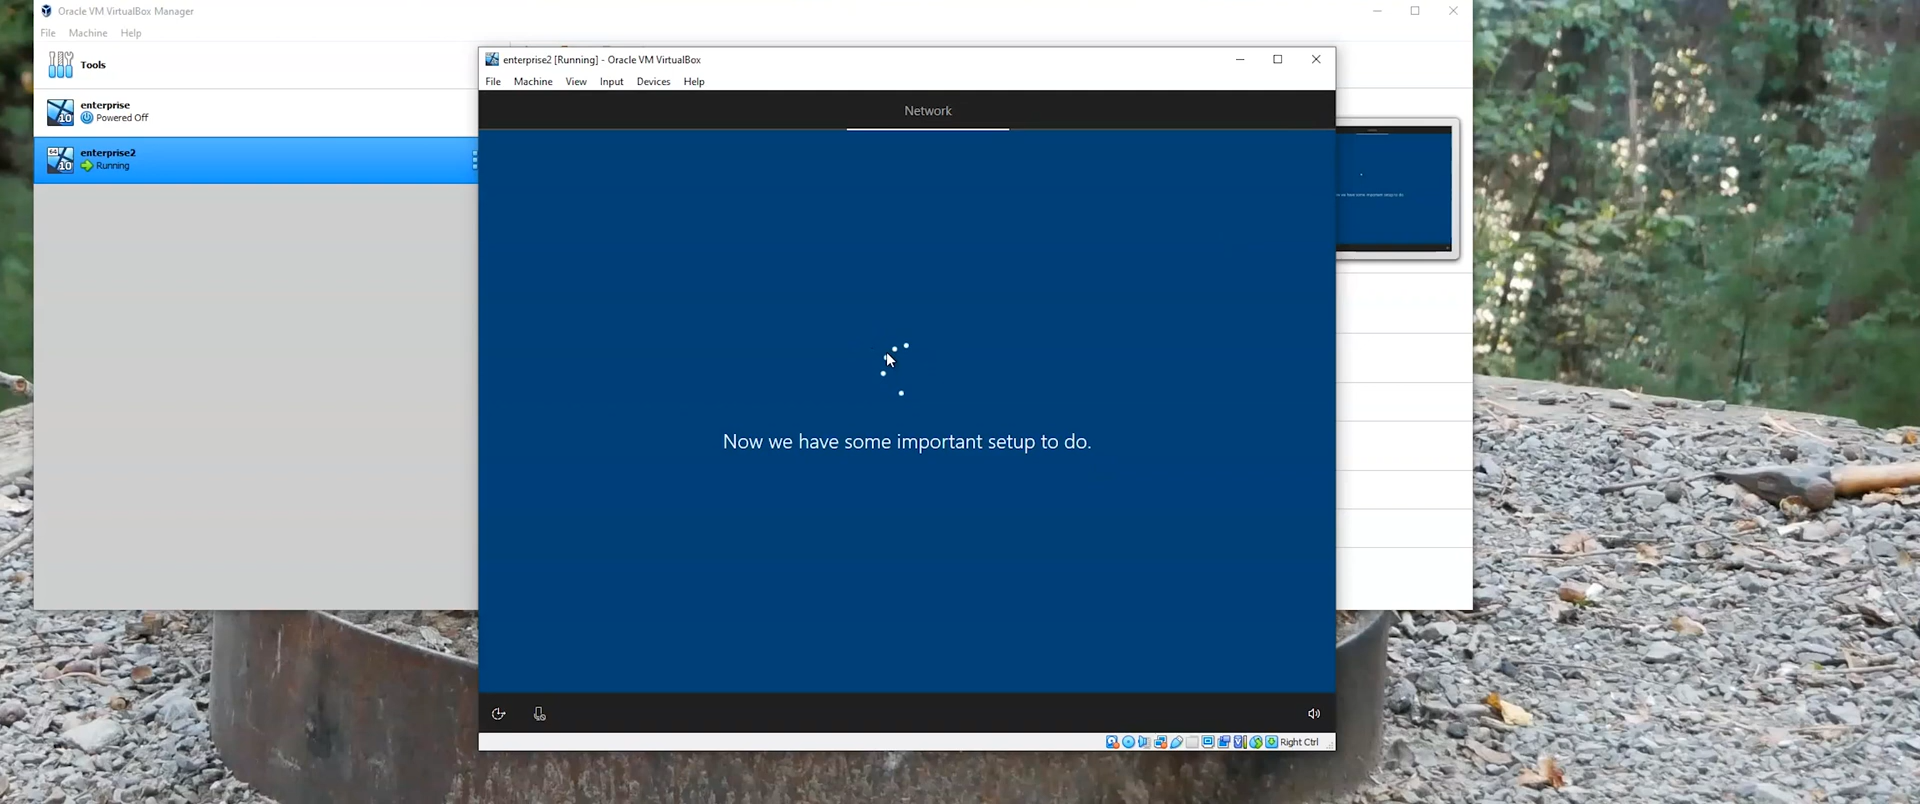 Oracle VM VirtualBox Manager
File Machine Help
Tools
enterprise
Powered Off
enterprise2
Running
enterprise2 [Running] - Oracle VM VirtualBox
File Machine View Input Devices Help
Network
Now we have some important setup to do.
Right Ctrl